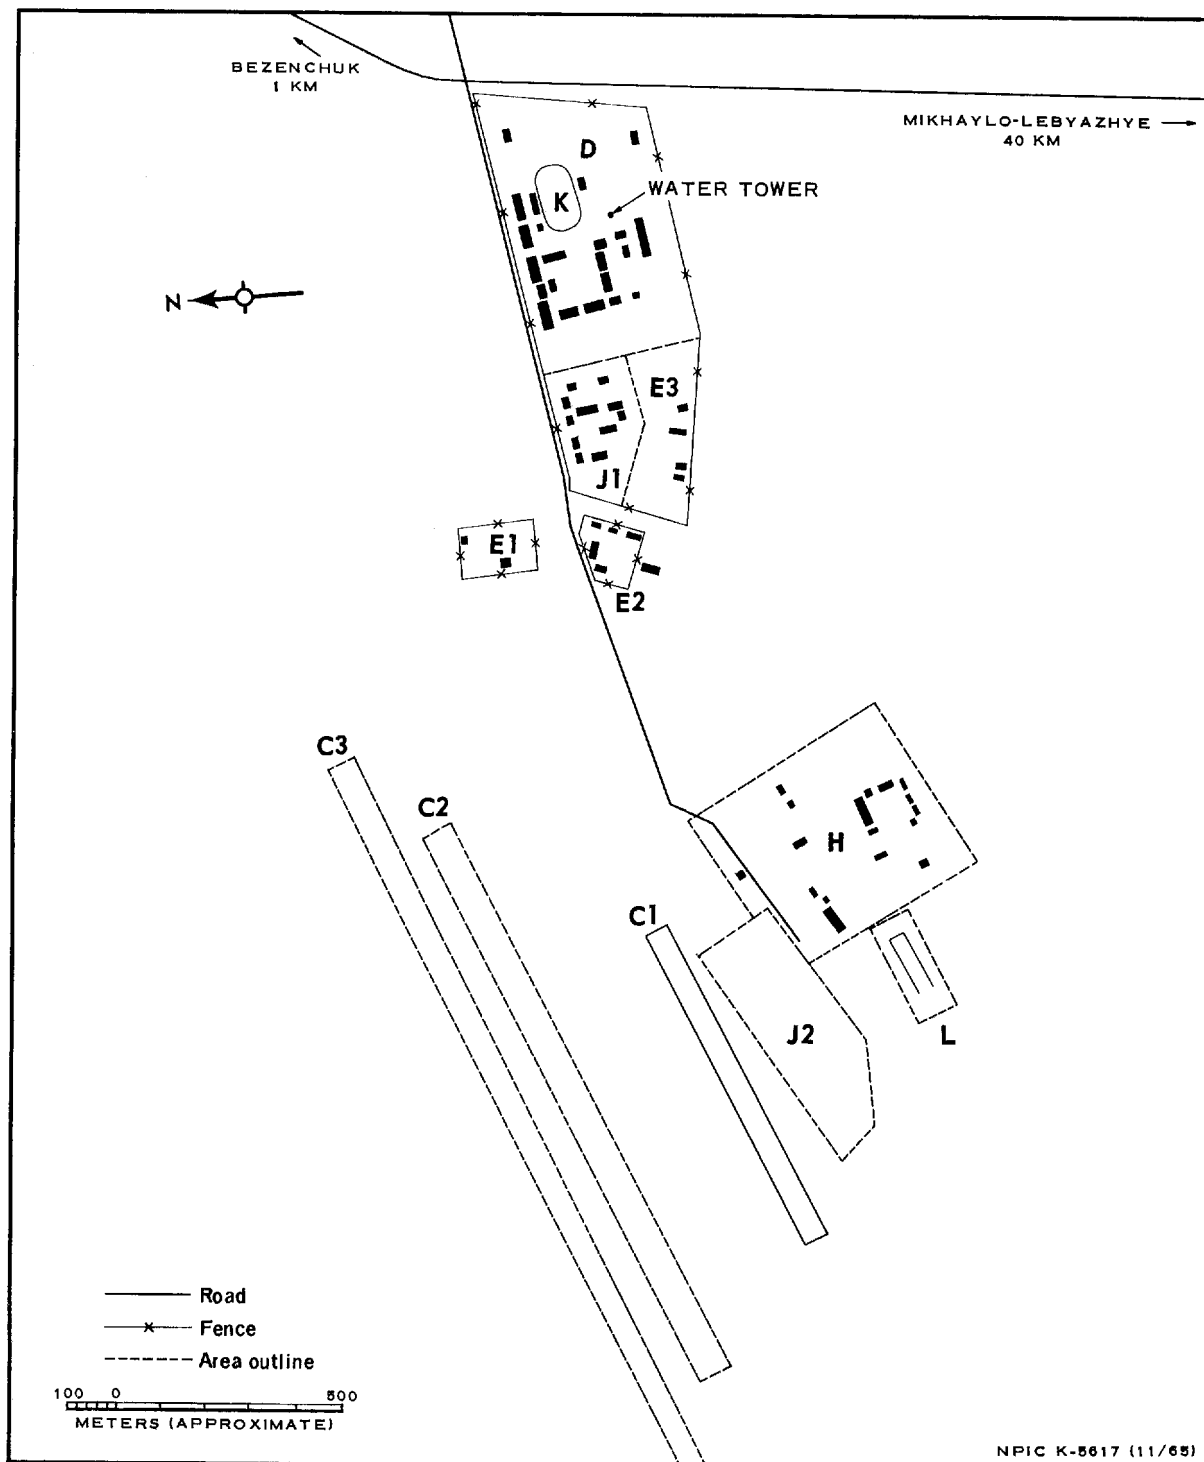 BEZENCHUK
1 KM
MIKHAYLO-LEBYAZHYE
40 KM
D
K
WATER TOWER
N
E3
J1
E1
E2
C3
C2
H
C1
J2
L
Road
Fence
Area outline
100 0 500
METERS (APPROXIMATE)
NPIC K-5617 (11/65)